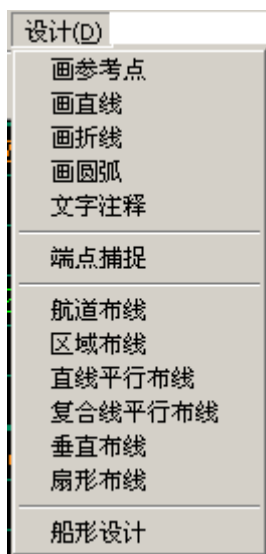 设计(D)
画参考点
画直线
画折线
画圆弧
文字注释
端点捕捉
航道布线
区域布线
直线平行布线
复合线平行布线
垂直布线
扇形布线
船形设计